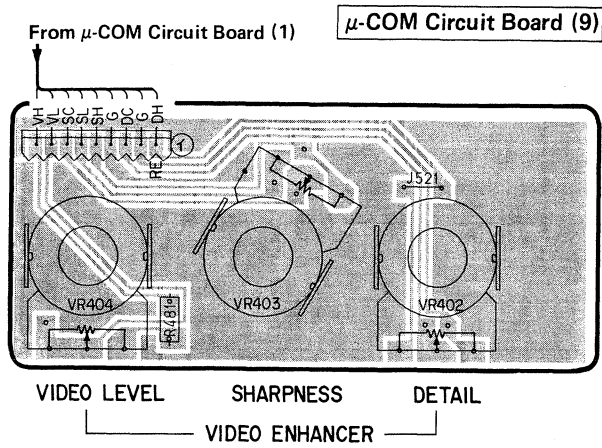 μ-COM Circuit Board (9)
From μ-COM Circuit Board (1)
VH VL SC SL SH G DC G DH
1
RE
J521
VR404 VR403 VR402
R481
VIDEO LEVEL SHARPNESS DETAIL
VIDEO ENHANCER